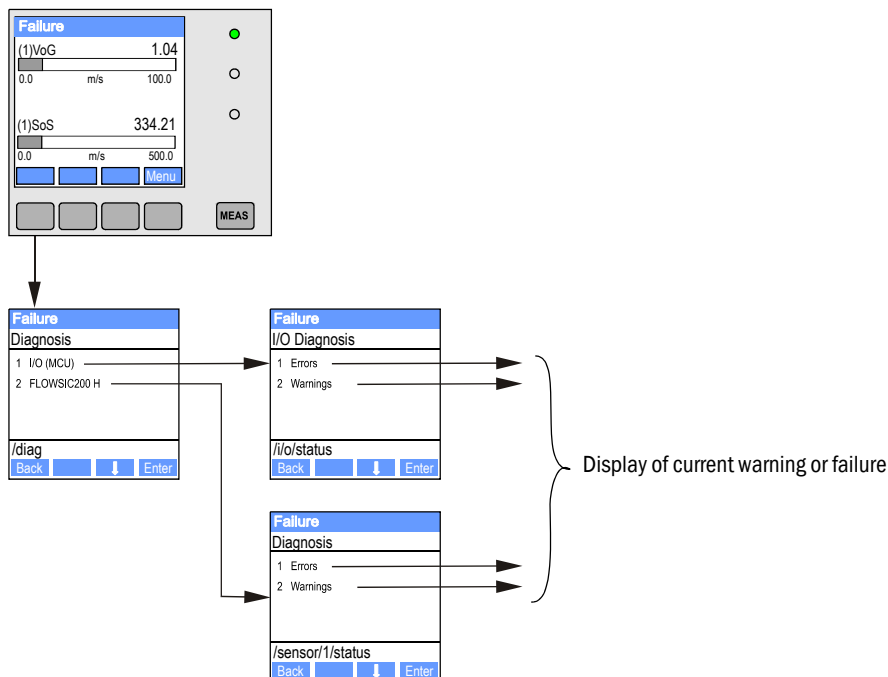 Failure
(1)VoG 1.04
0.0 m/s 100.0
(1)SoS 334.21
0.0 m/s 500.0
Menu
MEAS
Failure
Diagnosis
1 I/O (MCU)
2 FLOWSIC200 H
/diag
Back Enter
Failure
I/O Diagnosis
1 Errors
2 Warnings
/i/o/status
Back Enter
Display of current warning or failure
Failure
Diagnosis
1 Errors
2 Warnings
/sensor/1/status
Back Enter